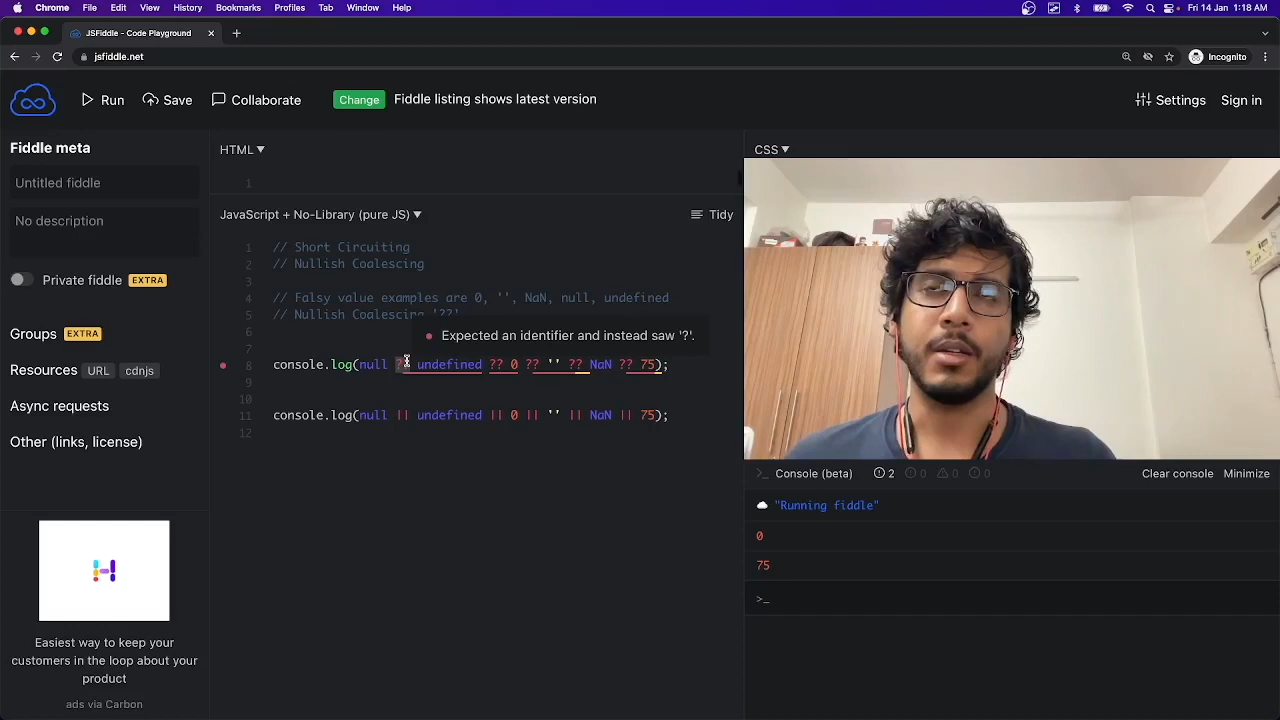 Chrome File Edit View History Bookmarks Profiles Tab Window Help Fri 14 Jan 1:18 AM
JSFiddle - Code Playground
jsfiddle.net Incognito
Run Save Collaborate Change Fiddle listing shows latest version Settings Sign in
Fiddle meta
Untitled fiddle
No description
Private fiddle EXTRA
Groups EXTRA
Resources URL cdnjs
Async requests
Other (links, license)
Easiest way to keep your
customers in the loop about your
product
ads via Carbon
HTML
1
JavaScript + No-Library (pure JS) Tidy
1 // Short Circuiting
2 // Nullish Coalescing
3
4 // Falsy value examples are 0, '', NaN, null, undefined
5 // Nullish Coalescing '??'
6
Expected an identifier and instead saw '?'.
7
8 console.log(null ?? undefined ?? 0 ?? '' ?? NaN ?? 75);
9
10
11 console.log(null || undefined || 0 || '' || NaN || 75);
12
CSS
>_ Console (beta) 2 0 0 0 Clear console Minimize
"Running fiddle"
0
75
>_